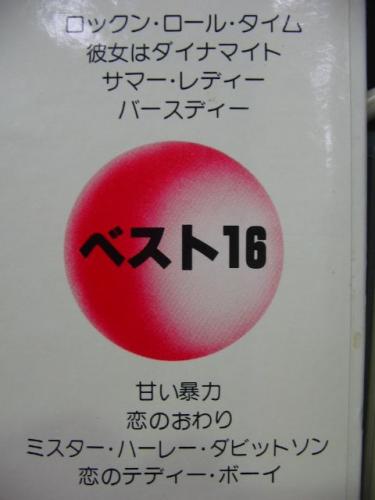 ロックン・ロール・タイム
彼女はダイナマイト
サマー・レディー
バースディー
ベスト16
甘い暴力
恋のおわり
ミスター・ハーレー・ダビットソン
恋のテディー・ボーイ